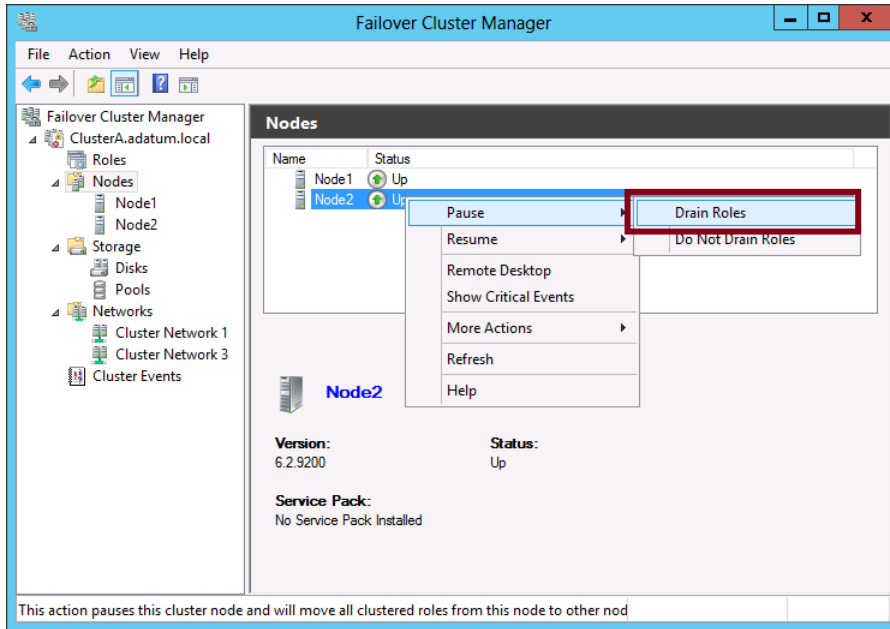 Failover Cluster Manager
File Action View Help
Failover Cluster Manager
ClusterA.adatum.local
Roles
Nodes
Node1
Node2
Storage
Disks
Pools
Networks
Cluster Network 1
Cluster Network 3
Cluster Events
Nodes
Name Status
Node1 Up
Node2 Up
Pause
Resume
Remote Desktop
Show Critical Events
More Actions
Refresh
Help
Drain Roles
Do Not Drain Roles
Node2
Version: Status:
6.2.9200 Up
Service Pack:
No Service Pack Installed
This action pauses this cluster node and will move all clustered roles from this node to other nod